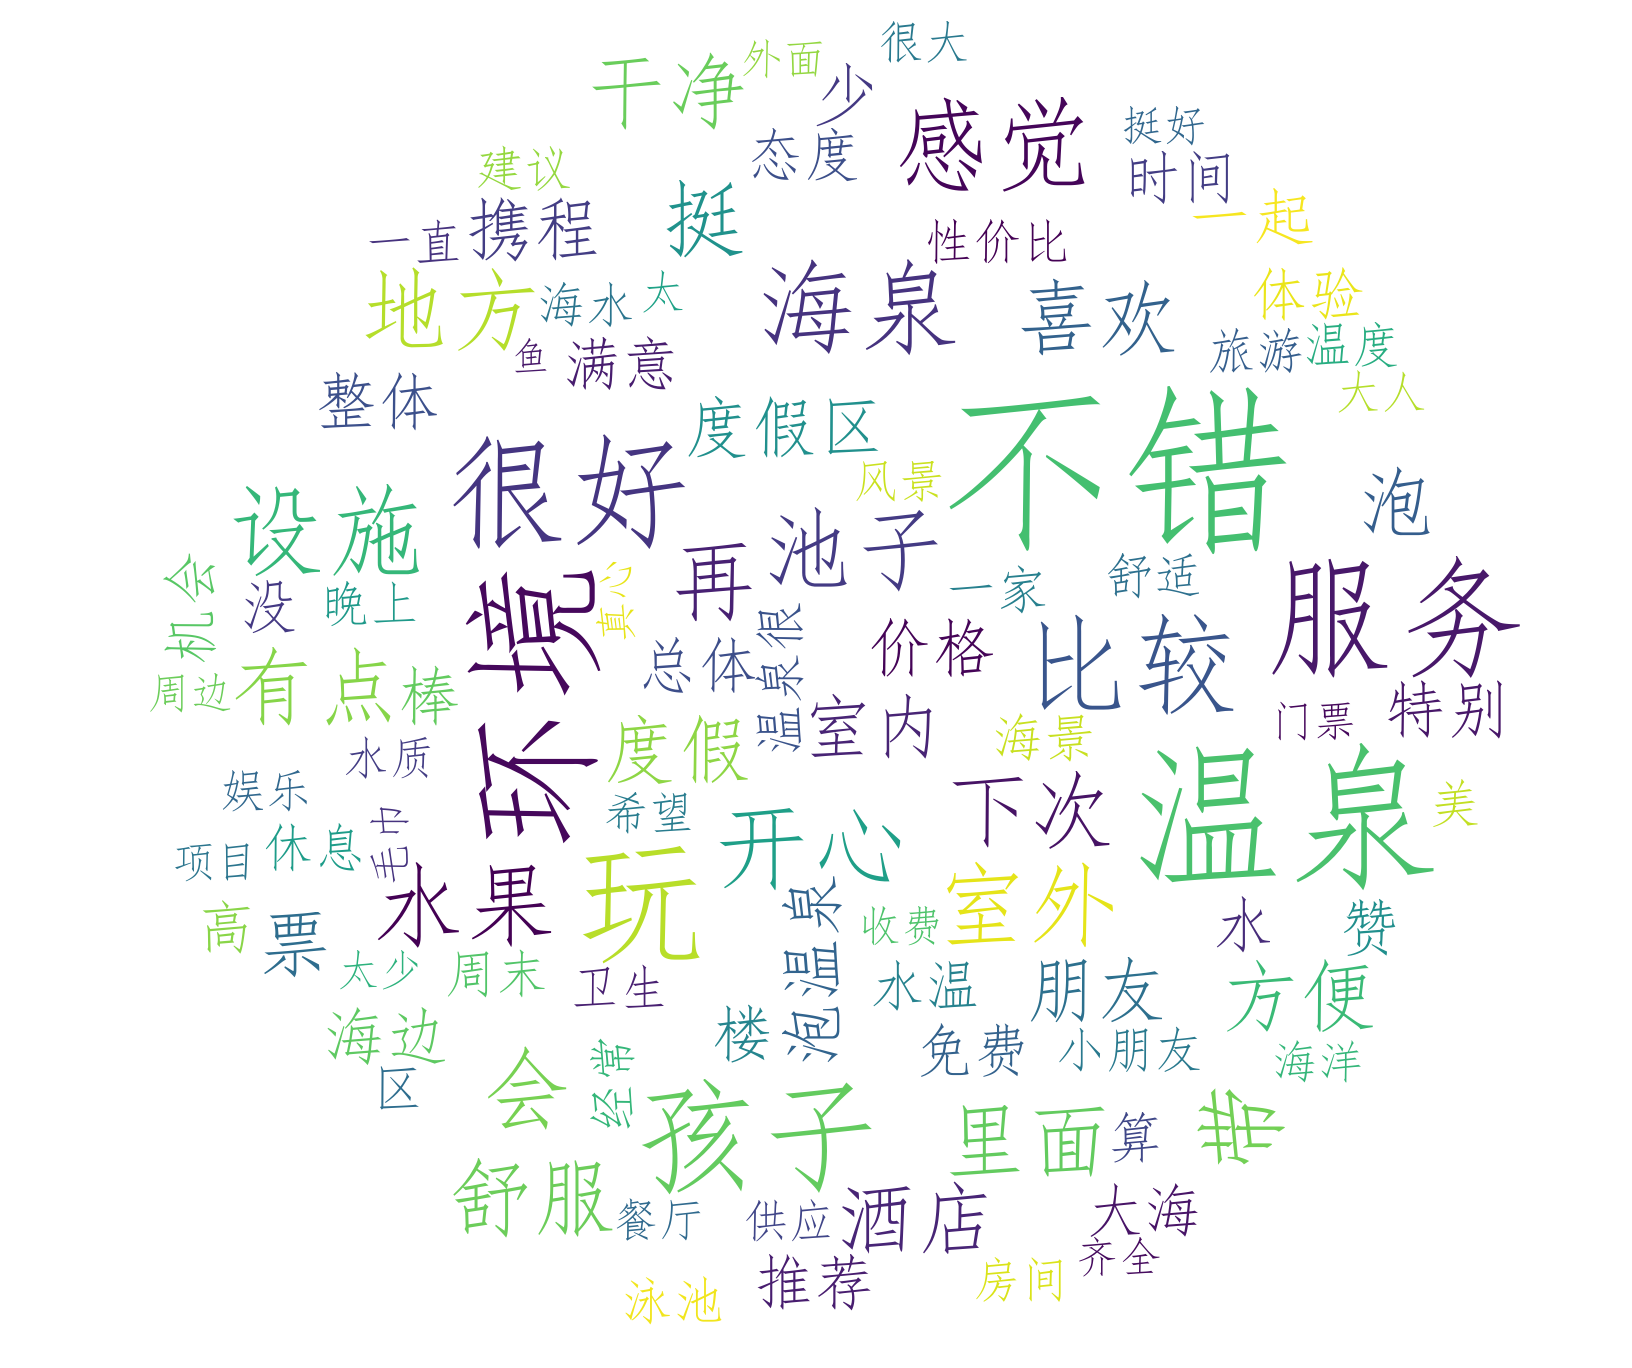 很大
外面
干净
少
感觉
挺好
态度
建议
时间
挺
一起
携程
一直
性价比
海泉
地方
海水
太
喜欢
体验
鱼
满意
旅游
温度
整体
大人
度假区
不错
很好
风景
泡
设施
池子
再
环境
真心
一家
舒适
服务
机会
没
晚上
温泉很
总体
价格
比较
周边
有点
棒
室内
门票
特别
度假
海景
水质
娱乐
希望
下次
温泉
美
毛巾
开心
项目
休息
水果
玩
室外
高
票
泡温泉
收费
水
赞
太少
周末
卫生
水温
朋友
方便
海边
楼
免费
小朋友
海洋
区
会
经常
孩子
里面
算
带
舒服
餐厅
供应
酒店
大海
齐全
推荐
房间
泳池